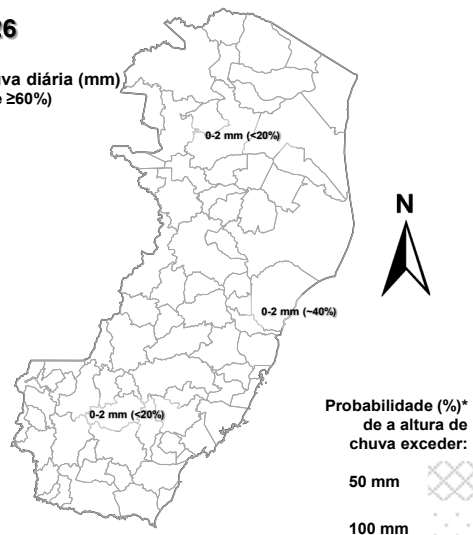 26
uva diária (mm)
e ≥60%)
0-2 mm (<20%)
N
0-2 mm (~40%)
0-2 mm (<20%)
Probabilidade (%)*
de a altura de
chuva exceder:
50 mm
100 mm